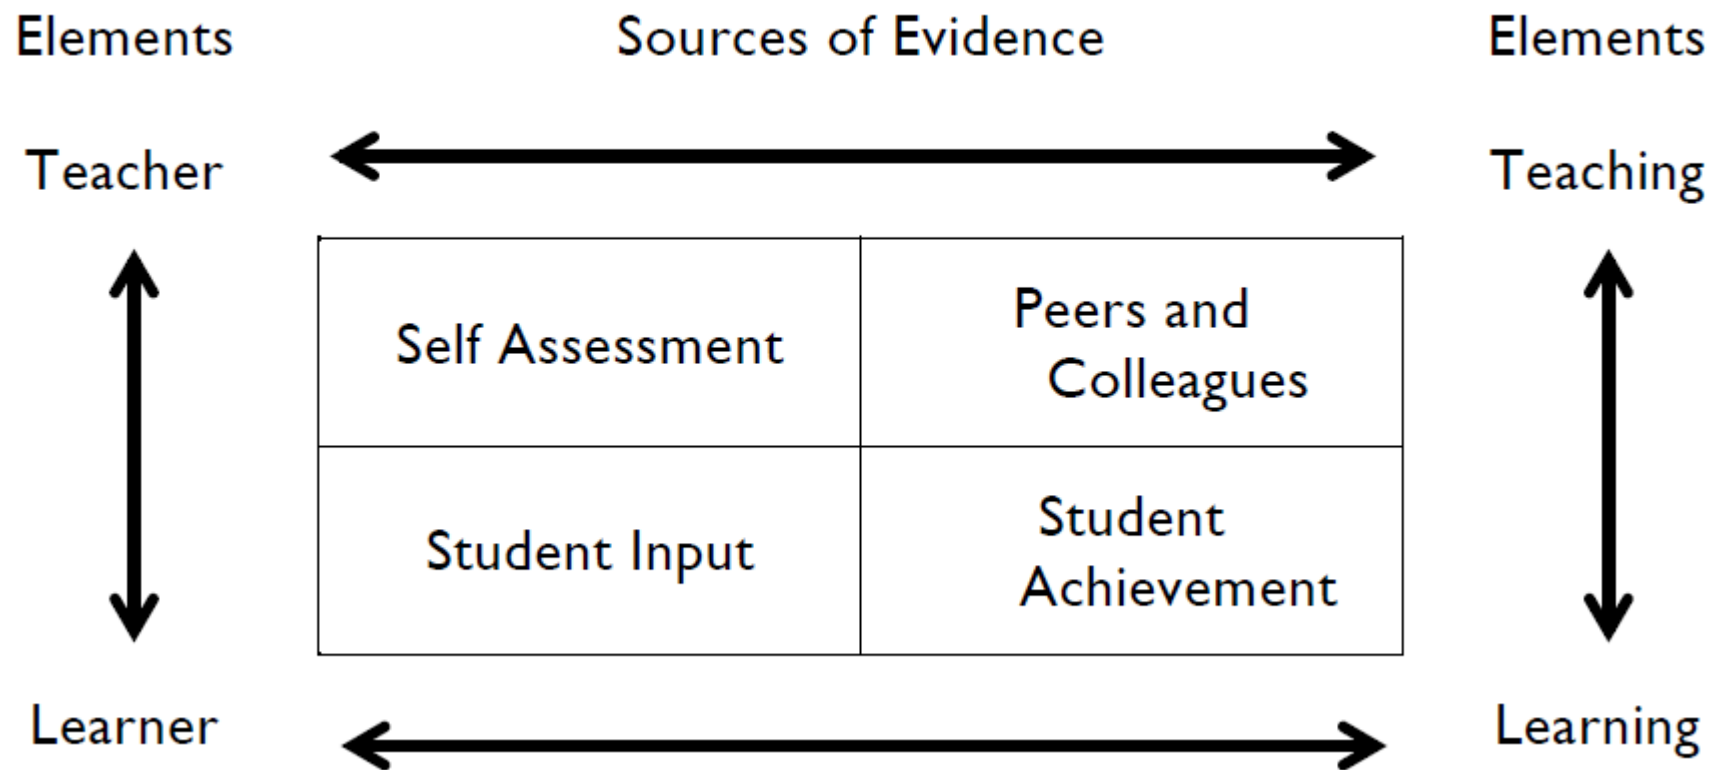 Elements
Sources of Evidence
Elements
Teacher
Teaching
Self Assessment
Peers and
Colleagues
Student Input
Student
Achievement
Learner
Learning